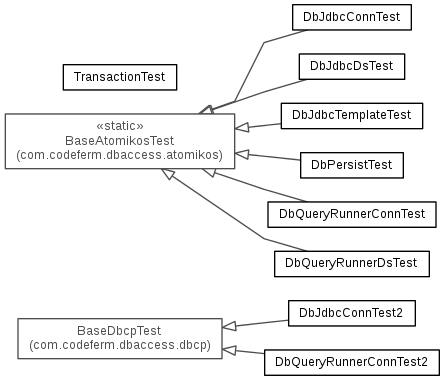 DbJdbcConnTest
DbJdbcDsTest
TransactionTest
DbJdbcTemplateTest
«static»
BaseAtomikosTest
(com.codeferm.dbaccess.atomikos)
DbPersistTest
DbQueryRunnerConnTest
DbQueryRunnerDsTest
DbJdbcConnTest2
BaseDbcpTest
(com.codeferm.dbaccess.dbcp)
DbQueryRunnerConnTest2